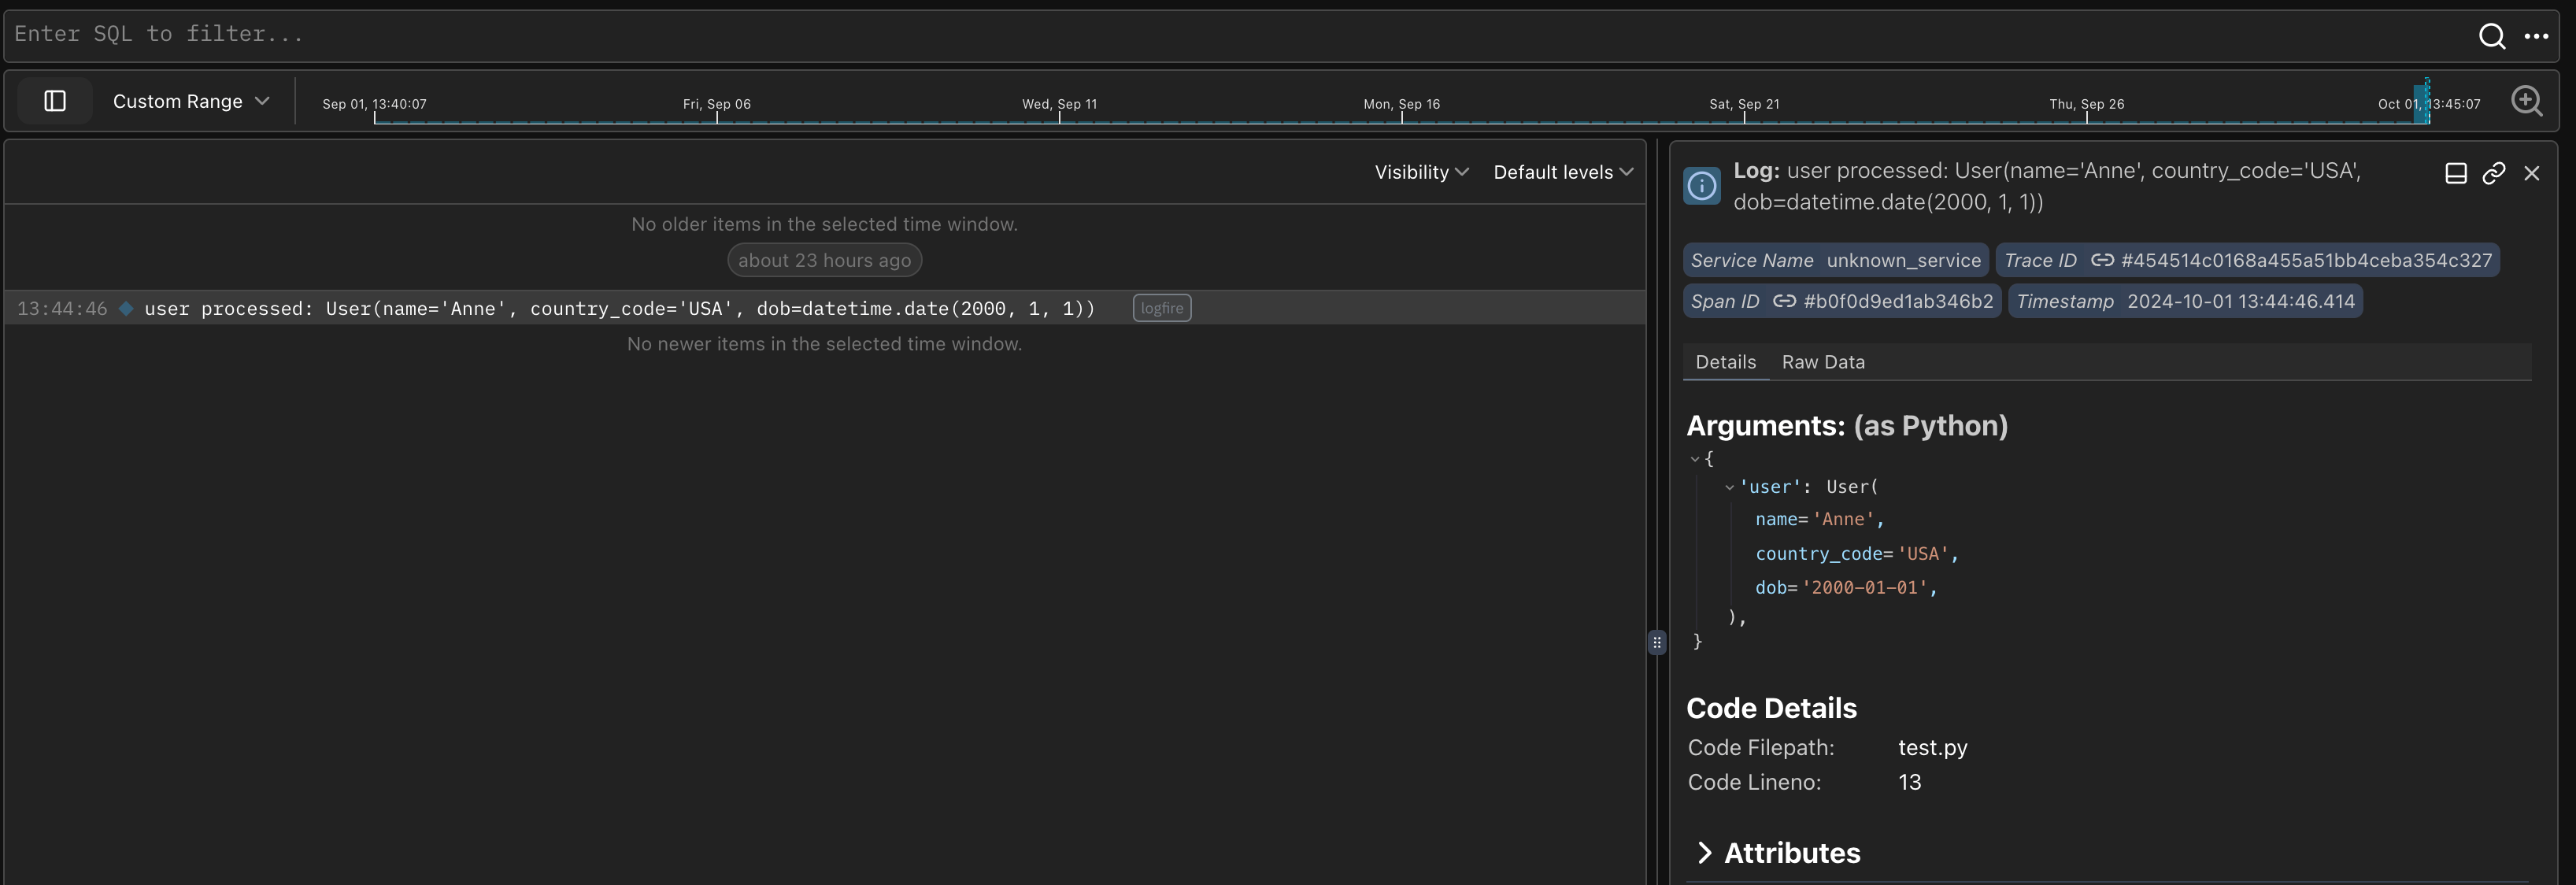 Enter SQL to filter...
Custom Range
Sep 01, 13:40:07
Fri, Sep 06
Wed, Sep 11
Mon, Sep 16
Sat, Sep 21
Thu, Sep 26
Oct 01, 13:45:07
Visibility
Default levels
No older items in the selected time window.
about 23 hours ago
13:44:46 user processed: User(name='Anne', country_code='USA', dob=datetime.date(2000, 1, 1)) logfire
No newer items in the selected time window.
Log: user processed: User(name='Anne', country_code='USA',
dob=datetime.date(2000, 1, 1))
Service Name unknown_service
Trace ID #454514c0168a455a51bb4ceba354c327
Span ID #b0f0d9ed1ab346b2
Timestamp 2024-10-01 13:44:46.414
Details
Raw Data
Arguments: (as Python)
{
'user': User(
name='Anne',
country_code='USA',
dob='2000-01-01',
),
}
Code Details
Code Filepath: test.py
Code Lineno: 13
Attributes